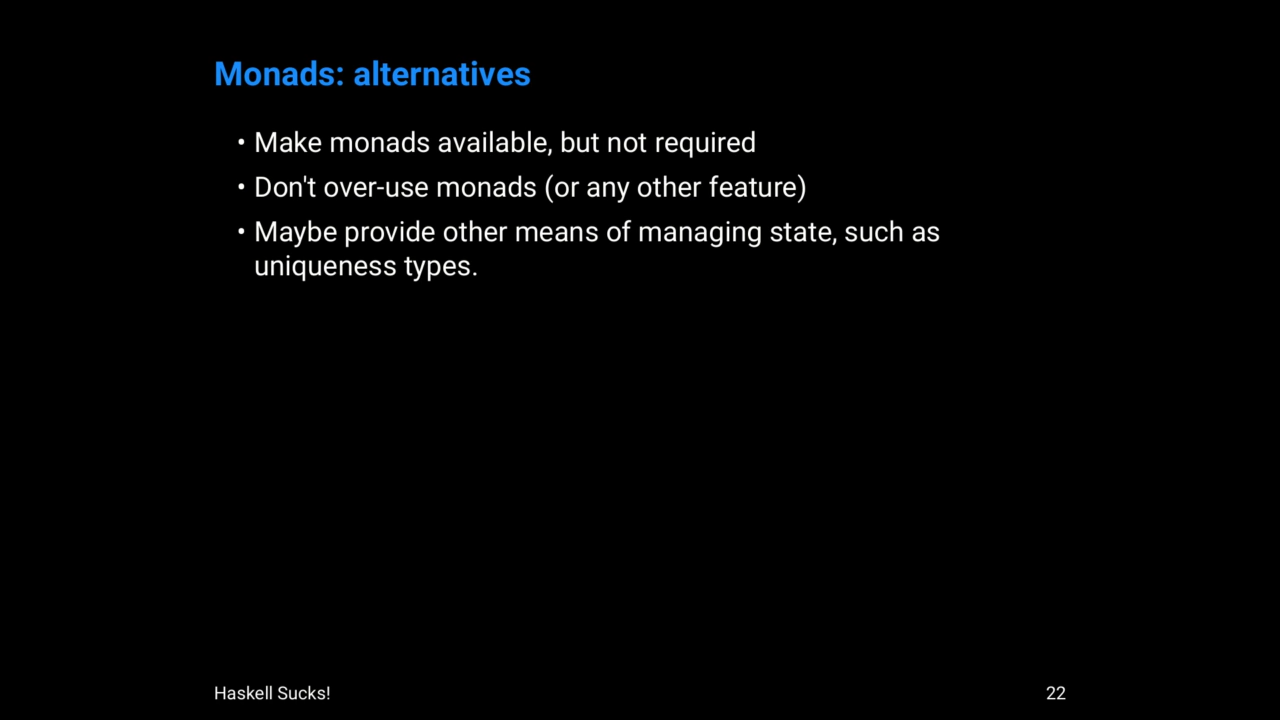 Monads: alternatives
• Make monads available, but not required
• Don't over-use monads (or any other feature)
• Maybe provide other means of managing state, such as
uniqueness types.
Haskell Sucks!
22